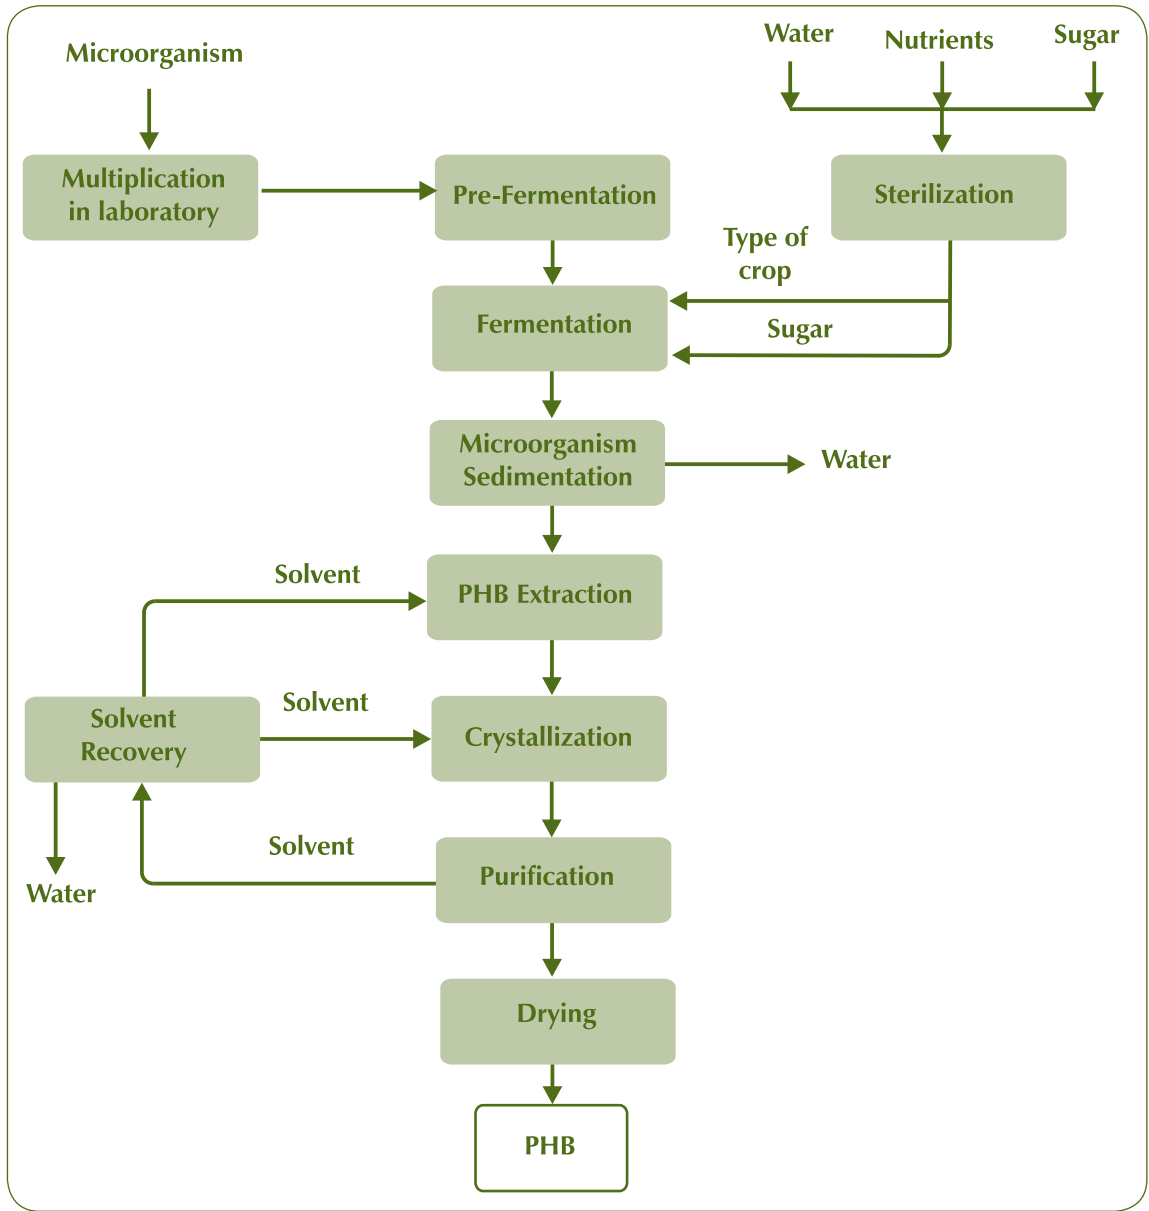 Microorganism
Water
Nutrients
Sugar
Multiplication
in laboratory
Pre-Fermentation
Sterilization
Type of
crop
Fermentation
Sugar
Microorganism
Sedimentation
Water
Solvent
PHB Extraction
Solvent
Recovery
Solvent
Crystallization
Solvent
Purification
Water
Drying
PHB